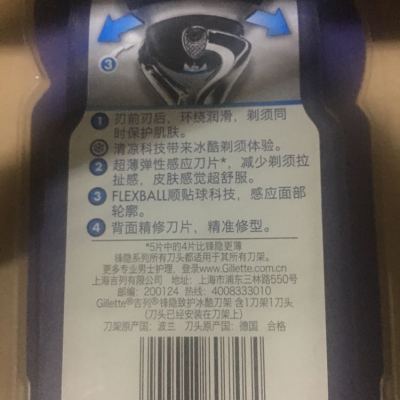 3
1 刃前刃后，环绕润滑，剃须同
时保护肌肤。
清凉科技带来冰酷剃须体验。
2 超薄弹性感应刀片*，减少剃须拉
扯感，皮肤感觉超舒服。
3 FLEXBALL顺贴球科技，感应面部
轮廓。
4 背面精修刀片，精准修型。
*5片中的4片比锋隐更薄
锋隐系列所有刀头都适用于其所有刀架。
更多专业男士护理，登录www.Gillette.com.cn
上海吉列有限公司 地址：上海市浦东三林路550号
邮编：200124 热线：4008333010
Gillette®吉列®锋隐致护冰酷刀架 含1刀架1刀头
(刀头已经安装在刀架上)
刀架原产国：波兰 刀头原产国：德国 合格